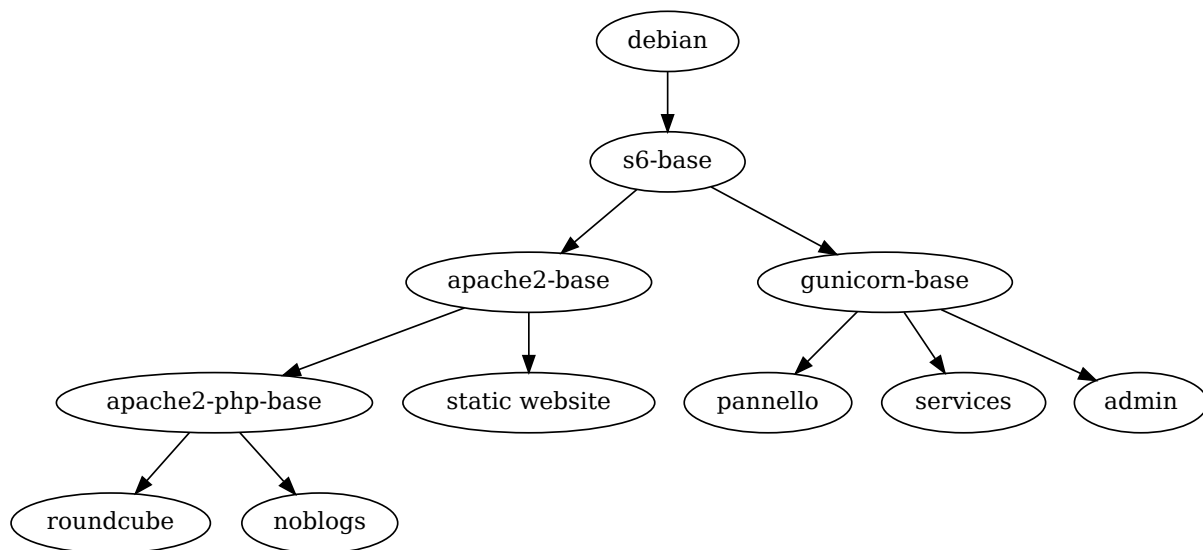 debian
s6-base
apache2-base
gunicorn-base
apache2-php-base
static website
pannello
services
admin
roundcube
noblogs